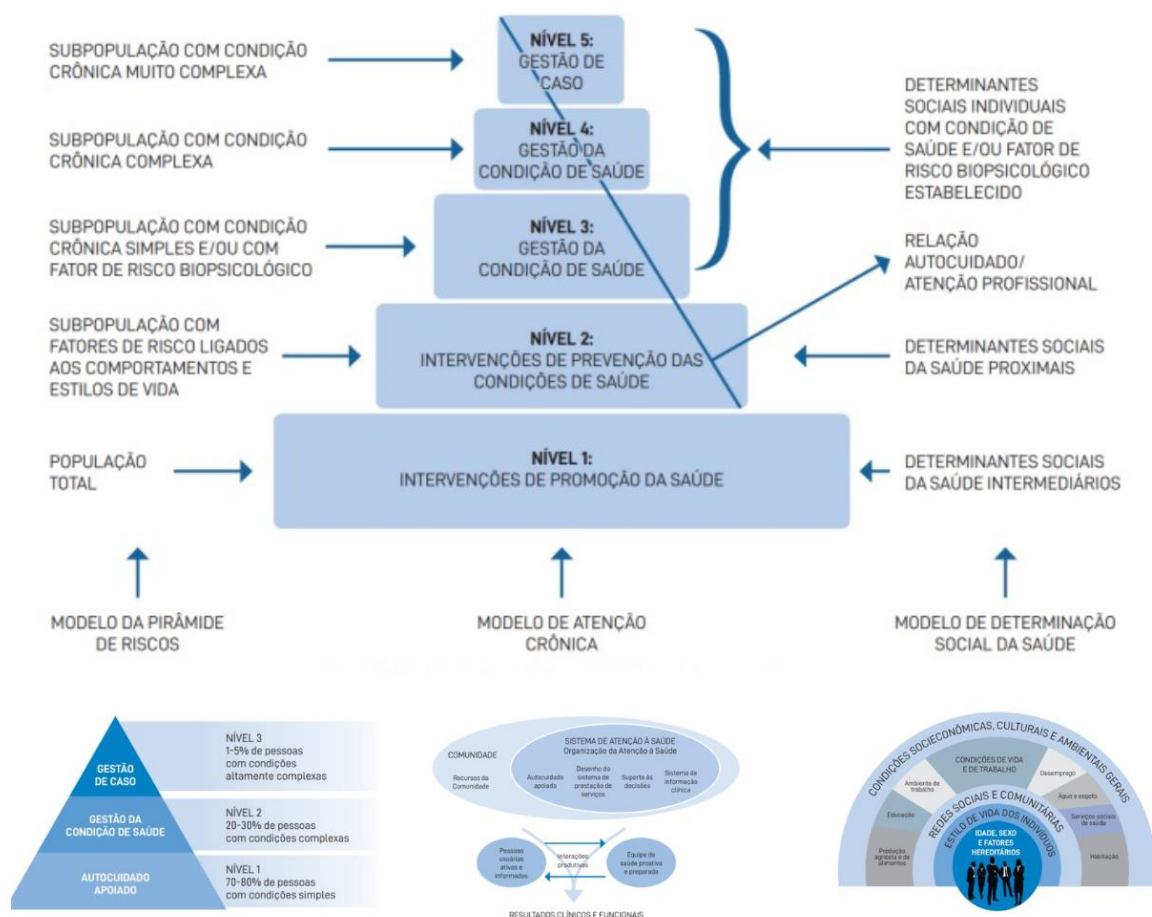 SUBPOPULAÇÃO COM CONDIÇÃO
CRÔNICA MUITO COMPLEXA
NÍVEL 5:
GESTÃO DE
CASO
SUBPOPULAÇÃO COM CONDIÇÃO
CRÔNICA COMPLEXA
NÍVEL 4:
GESTÃO DA
CONDIÇÃO DE SAÚDE
DETERMINANTES
SOCIAIS INDIVIDUAIS
COM CONDIÇÃO DE
SAÚDE E/OU FATOR DE
RISCO BIOPSICOLÓGICO
ESTABELECIDO
SUBPOPULAÇÃO COM CONDIÇÃO
CRÔNICA SIMPLES E/OU COM
FATOR DE RISCO BIOPSICOLÓGICO
NÍVEL 3:
GESTÃO DA
CONDIÇÃO DE SAÚDE
RELAÇÃO
AUTOCUIDADO/
ATENÇÃO PROFISSIONAL
SUBPOPULAÇÃO COM
FATORES DE RISCO LIGADOS
AOS COMPORTAMENTOS E
ESTILOS DE VIDA
NÍVEL 2:
INTERVENÇÕES DE PREVENÇÃO DAS
CONDIÇÕES DE SAÚDE
DETERMINANTES SOCIAIS
DA SAÚDE PROXIMAIS
POPULAÇÃO
TOTAL
NÍVEL 1:
INTERVENÇÕES DE PROMOÇÃO DA SAÚDE
DETERMINANTES SOCIAIS
DA SAÚDE INTERMEDIÁRIOS
MODELO DA PIRÂMIDE
DE RISCOS
MODELO DE ATENÇÃO
CRÔNICA
MODELO DE DETERMINAÇÃO
SOCIAL DA SAÚDE
GESTÃO
DE CASO
NÍVEL 3
1-5% de pessoas
com condições
altamente complexas
GESTÃO DA
CONDIÇÃO DE SAÚDE
NÍVEL 2
20-30% de pessoas
com condições complexas
AUTOCUIDADO
APOIADO
NÍVEL 1
70-80% de pessoas
com condições simples
COMUNIDADE
Recursos da
Comunidade
SISTEMA DE ATENÇÃO À SAÚDE
Organização da Atenção à Saúde
Autocuidado
apoiado
Desenho do
sistema de
prestação de
serviços
Suporte às
decisões
Sistema de
informação
clínica
Pessoas
usuárias
ativas e
informadas
Interações
produtivas
Equipe de
saúde proativa
e preparada
RESULTADOS CLÍNICOS E FUNCIONAIS
CONDIÇÕES SOCIOECONÔMICAS, CULTURAIS E AMBIENTAIS GERAIS
CONDIÇÕES DE VIDA
E DE TRABALHO
Ambiente de
trabalho
Desemprego
Educação
Água e esgoto
Produção
agrícola e de
alimentos
Serviços sociais
de saúde
Habitação
REDES SOCIAIS E COMUNITÁRIAS
ESTILO DE VIDA DOS INDIVÍDUOS
IDADE, SEXO
E FATORES
HEREDITÁRIOS